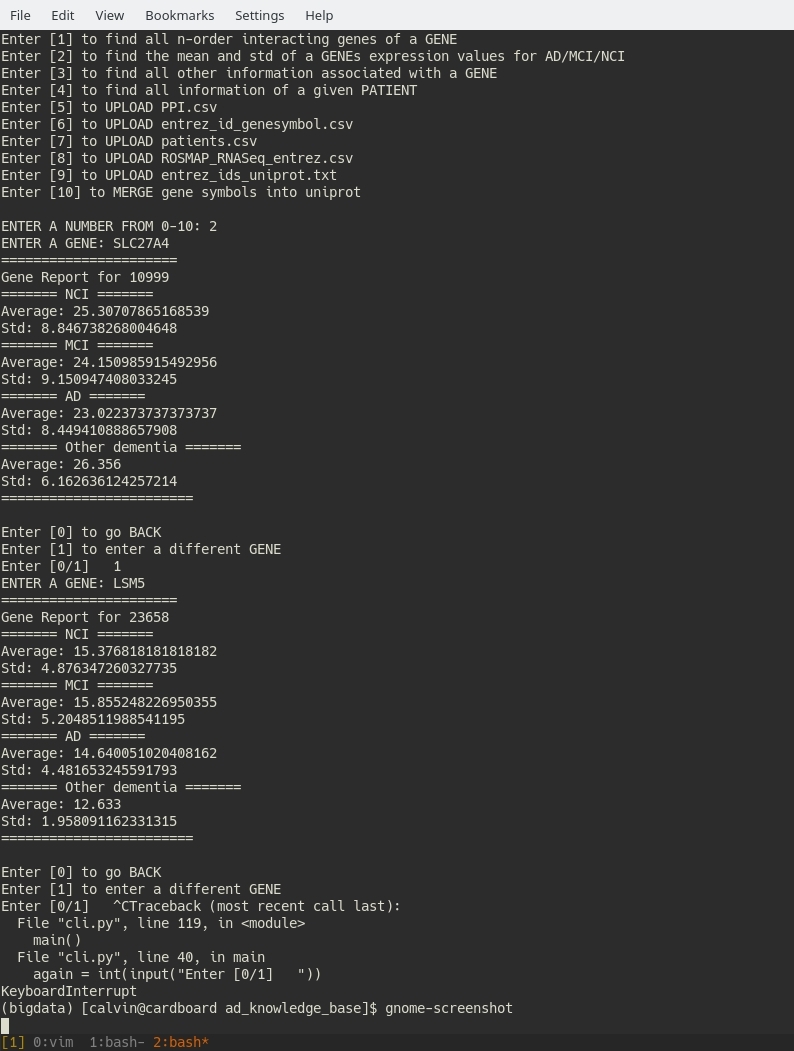 File Edit View Bookmarks Settings Help
Enter [1] to find all n-order interacting genes of a GENE
Enter [2] to find the mean and std of a GENEs expression values for AD/MCI/NCI
Enter [3] to find all other information associated with a GENE
Enter [4] to find all information of a given PATIENT
Enter [5] to UPLOAD PPI.csv
Enter [6] to UPLOAD entrez_id_genesymbol.csv
Enter [7] to UPLOAD patients.csv
Enter [8] to UPLOAD ROSMAP_RNASeq_entrez.csv
Enter [9] to UPLOAD entrez_ids_uniprot.txt
Enter [10] to MERGE gene symbols into uniprot
ENTER A NUMBER FROM 0-10: 2
ENTER A GENE: SLC27A4
======================
Gene Report for 10999
======= NCI =======
Average: 25.30707865168539
Std: 8.846738268004648
======= MCI =======
Average: 24.150985915492956
Std: 9.150947408033245
======= AD =======
Average: 23.022373737373737
Std: 8.449410888657908
======= Other dementia =======
Average: 26.356
Std: 6.162636124257214
========================
Enter [0] to go BACK
Enter [1] to enter a different GENE
Enter [0/1]   1
ENTER A GENE: LSM5
======================
Gene Report for 23658
======= NCI =======
Average: 15.376818181818182
Std: 4.876347260327735
======= MCI =======
Average: 15.855248226950355
Std: 5.2048511988541195
======= AD =======
Average: 14.640051020408162
Std: 4.481653245591793
======= Other dementia =======
Average: 12.633
Std: 1.958091162331315
========================
Enter [0] to go BACK
Enter [1] to enter a different GENE
Enter [0/1]   ^CTraceback (most recent call last):
  File "cli.py", line 119, in <module>
    main()
  File "cli.py", line 40, in main
    again = int(input("Enter [0/1]   "))
KeyboardInterrupt
(bigdata) [calvin@cardboard ad_knowledge_base]$ gnome-screenshot
[1] 0:vim  1:bash- 2:bash*